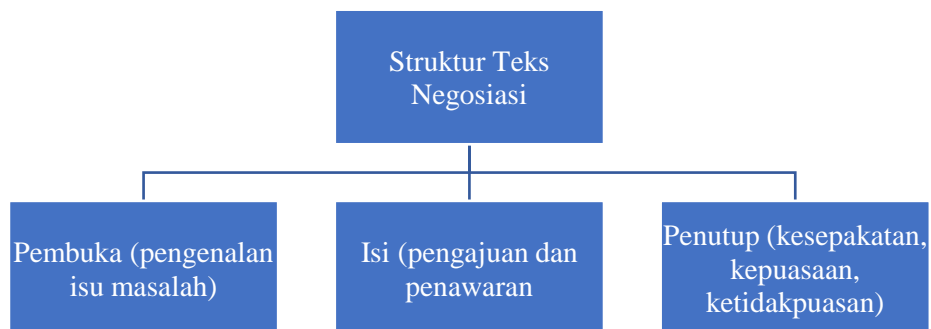 Struktur Teks
Negosiasi
Pembuka (pengenalan
isu masalah)
Isi (pengajuan dan
penawaran
Penutup (kesepakatan,
kepuasaan,
ketidakpuasan)